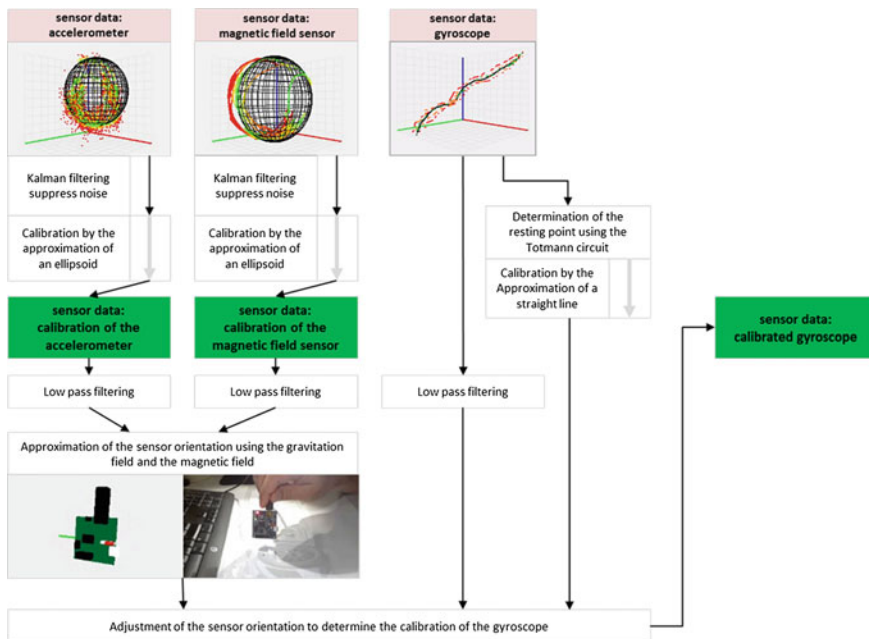 sensor data:
accelerometer
sensor data:
magnetic field sensor
sensor data:
gyroscope
Kalman filtering
suppress noise
Kalman filtering
suppress noise
Calibration by the
approximation of
an ellipsoid
Calibration by the
approximation of
an ellipsoid
Determination of the
resting point using the
Totmann circuit
Calibration by the
Approximation of a
straight line
sensor data:
calibration of the
accelerometer
sensor data:
calibration of the
magnetic field sensor
sensor data:
calibrated gyroscope
Low pass filtering
Low pass filtering
Low pass filtering
Approximation of the sensor orientation using the gravitation
field and the magnetic field
Adjustment of the sensor orientation to determine the calibration of the gyroscope